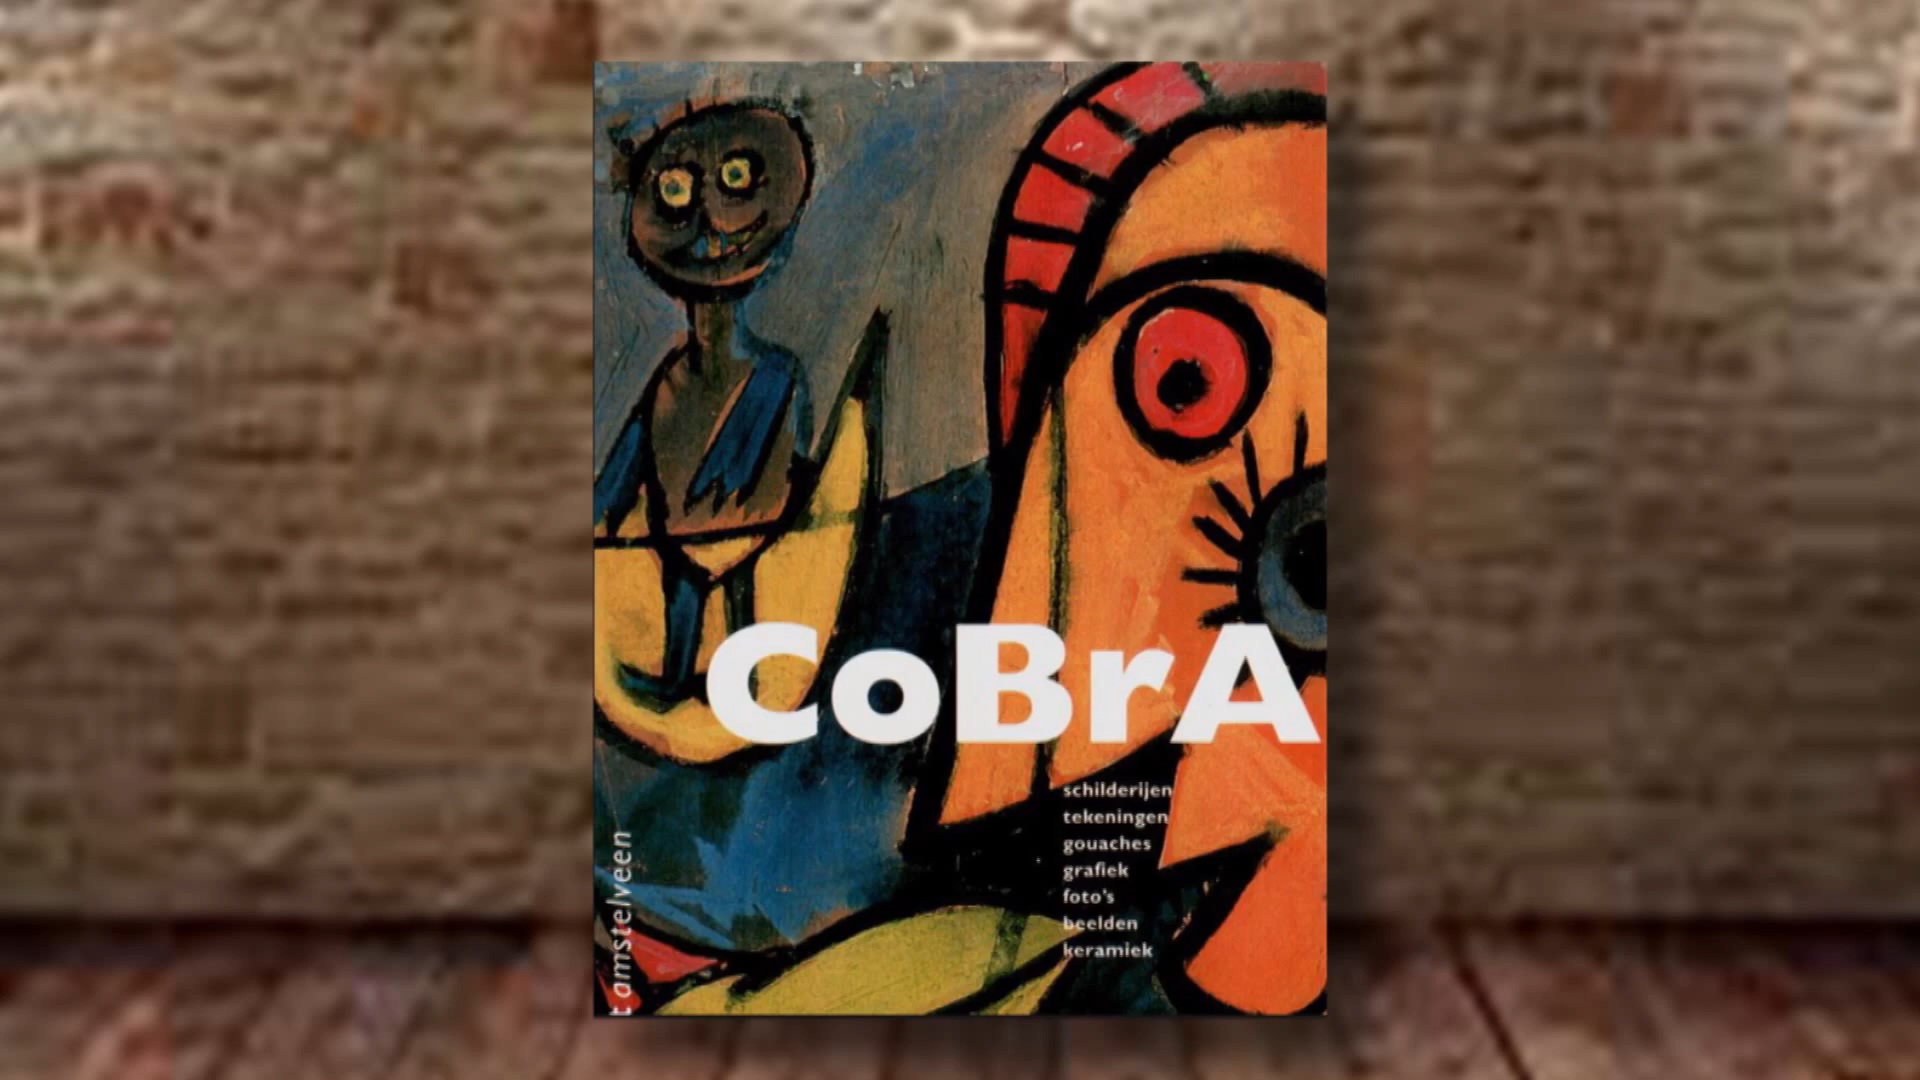 CoBrA
schilderijen
tekeningen
gouaches
grafiek
foto's
beelden
keramiek
t amstelveen